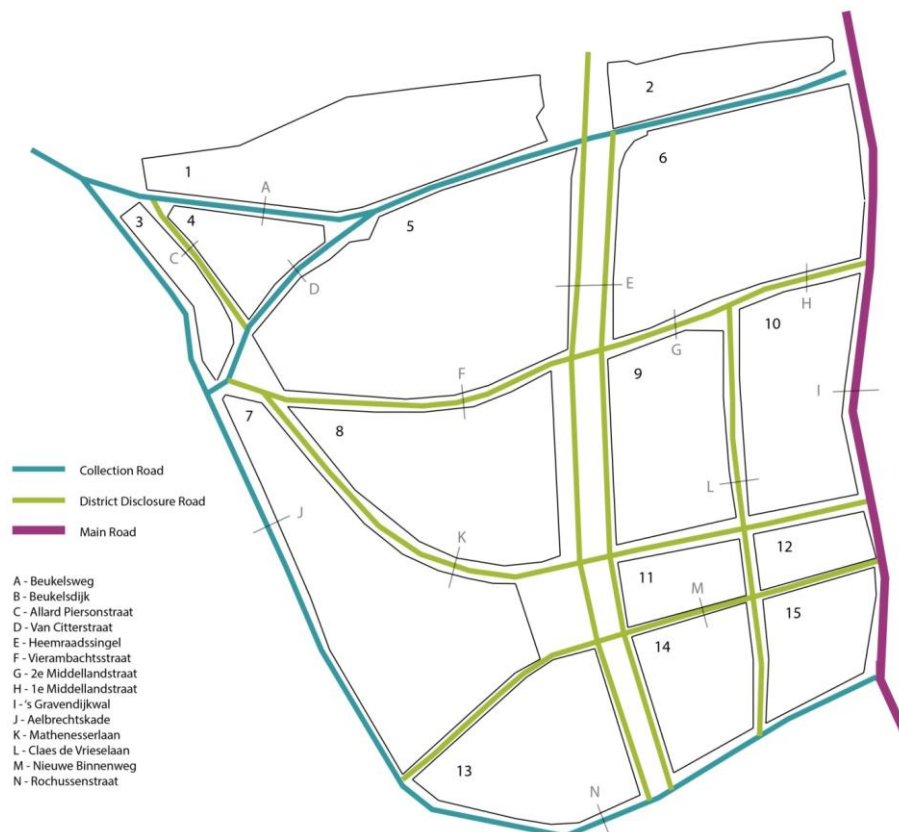 2
6
1
A
4
3
5
C
D
E
H
G
10
F
9
I
7
8
Collection Road
District Disclosure Road
L
Main Road
J
K
12
11
A - Beukelsweg
B - Beukelsdijk
C - Allard Piersonstraat
D - Van Citterstraat
E - Heemraadssingel
F - Vierambachtsstraat
G - 2e Middellandstraat
H - 1e Middellandstraat
I - 's Gravendijkwal
J - Aelbrechtskade
K - Mathenesserlaan
L - Claes de Vrieselaan
M - Nieuwe Binnenweg
N - Rochussenstraat
M
15
14
13
N